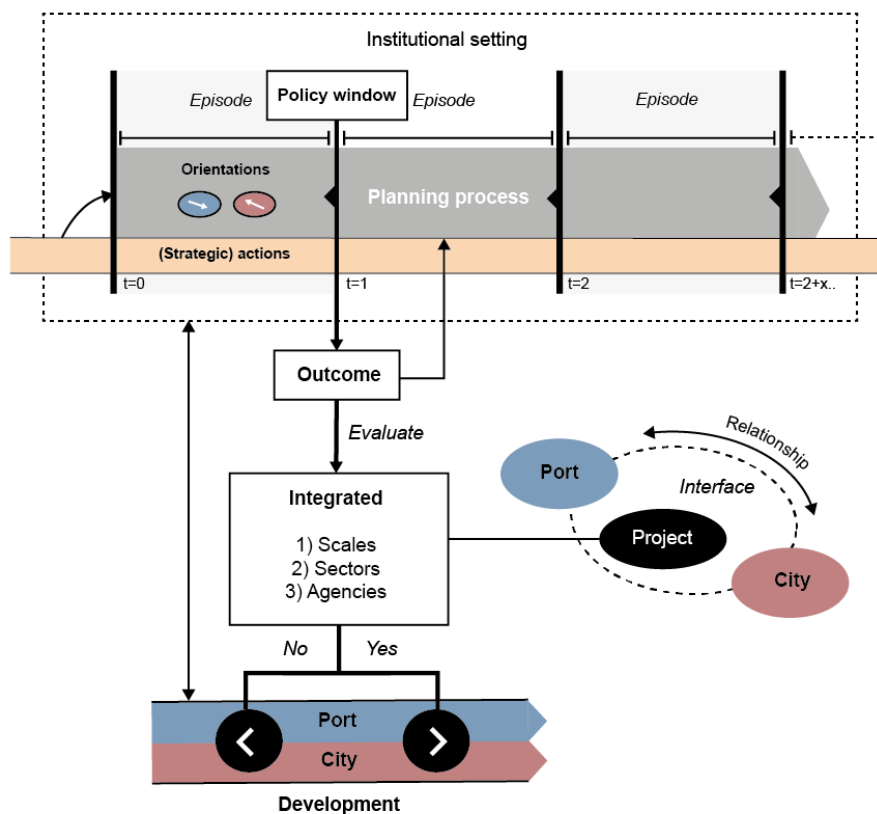 Institutional setting
Episode
Policy window
Episode
Episode
Orientations
Planning process
(Strategic) actions
t=0
t=1
t=2
t=2+x..
Outcome
Evaluate
Relationship
Port
Interface
Integrated
Project
1) Scales
2) Sectors
3) Agencies
City
No
Yes
Port
City
Development